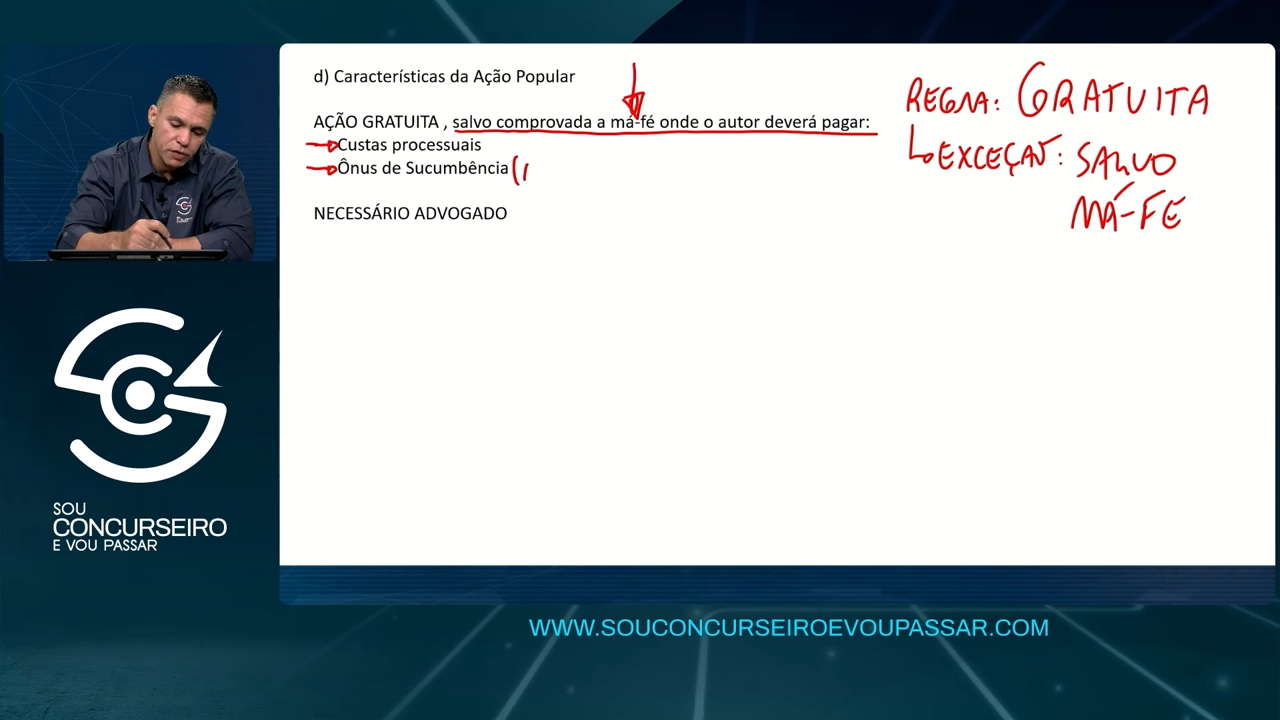 d) Características da Ação Popular
AÇÃO GRATUITA , salvo comprovada a má-fé onde o autor deverá pagar:
Custas processuais
Ônus de Sucumbência
NECESSÁRIO ADVOGADO
REGRA: GRATUITA
EXCEÇÃO: SALVO
MÁ-FÉ
SOU
CONCURSEIRO
E VOU PASSAR
WWW.SOUCONCURSEIROEVOUPASSAR.COM